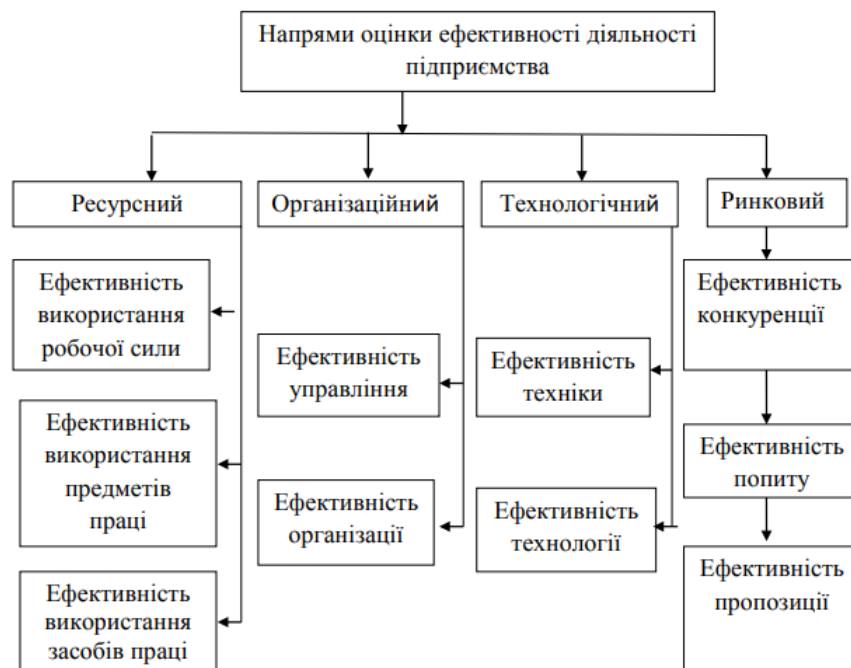 Напрями оцінки ефективності діяльності
підприємства
Ресурсний
Організаційний
Технологічний
Ринковий
Ефективність
використання
робочої сили
Ефективність
використання
предметів
праці
Ефективність
використання
засобів праці
Ефективність
управління
Ефективність
організації
Ефективність
техніки
Ефективність
технології
Ефективність
конкуренції
Ефективність
попиту
Ефективність
пропозиції